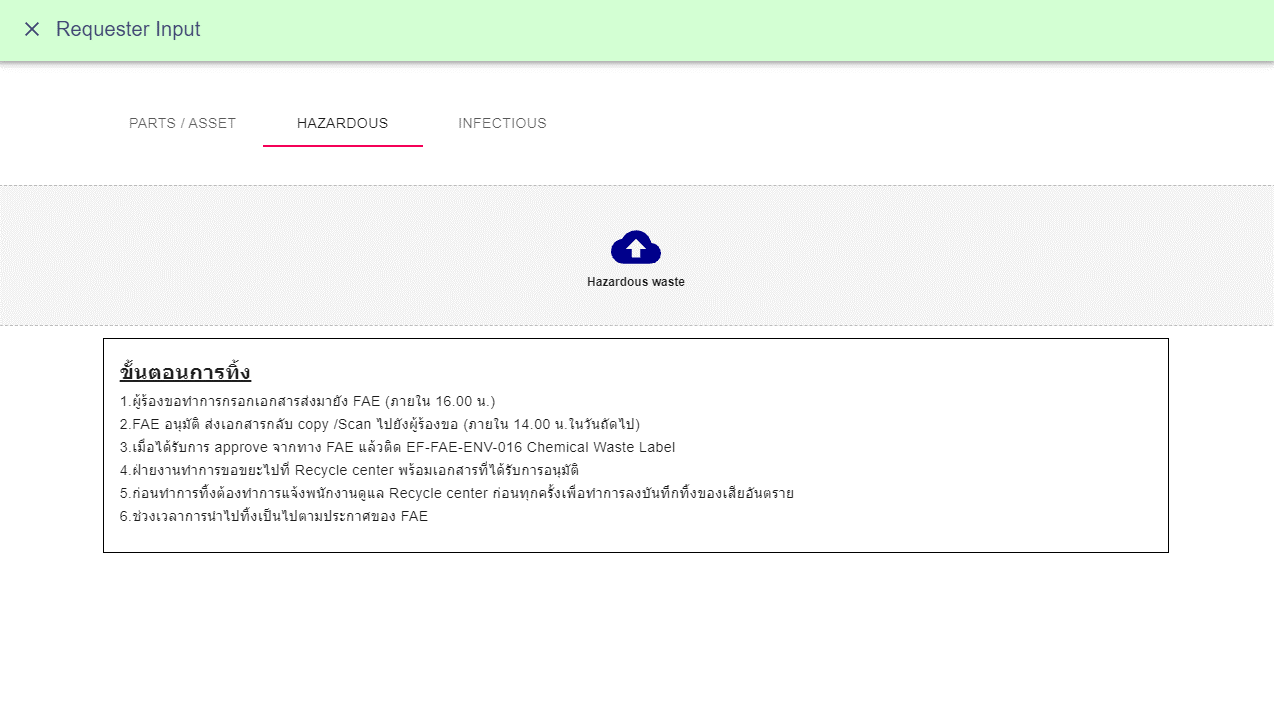 Requester Input
PARTS / ASSET
HAZARDOUS
INFECTIOUS
Hazardous waste
ขั้นตอนการทิ้ง
1.ผู้ร้องขอทำการกรอกเอกสารส่งมายัง FAE (ภายใน 16.00 น.)
2.FAE อนุมัติ ส่งเอกสารกลับ copy /Scan ไปยังผู้ร้องขอ (ภายใน 14.00 น.ในวันถัดไป)
3.เมื่อได้รับการ approve จากทาง FAE แล้วติด EF-FAE-ENV-016 Chemical Waste Label
4.ฝ่ายงานทำการขอขยะไปที่ Recycle center พร้อมเอกสารที่ได้รับการอนุมัติ
5.ก่อนทำการทิ้งต้องทำการแจ้งพนักงานดูแล Recycle center ก่อนทุกครั้งเพื่อทำการลงบันทึกทิ้งของเสียอันตราย
6.ช่วงเวลาการนำไปทิ้งเป็นไปตามประกาศของ FAE